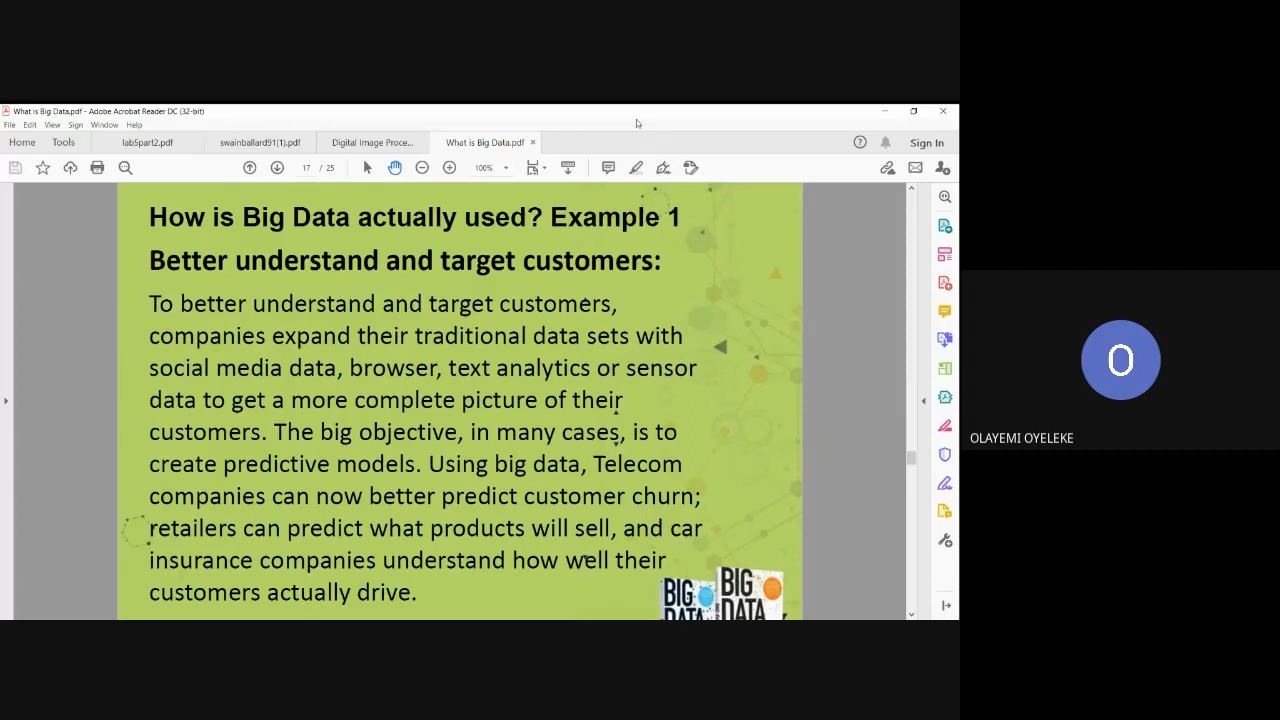 What is Big Data.pdf - Adobe Acrobat Reader DC (32-bit)
File Edit View Sign Window Help
Home Tools lab5part2.pdf swainballard91(1).pdf Digital Image Proce... What is Big Data.pdf × Sign In
17 / 25 100%
How is Big Data actually used? Example 1
Better understand and target customers:
To better understand and target customers,
companies expand their traditional data sets with
social media data, browser, text analytics or sensor
data to get a more complete picture of their
customers. The big objective, in many cases, is to
create predictive models. Using big data, Telecom
companies can now better predict customer churn;
retailers can predict what products will sell, and car
insurance companies understand how well their
customers actually drive.
BIG DATA
BIG DATA
O
OLAYEMI OYELEKE